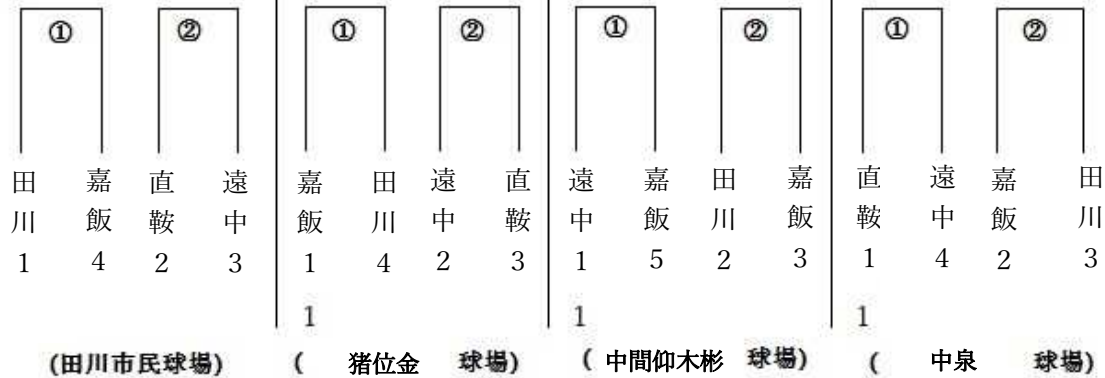 ① ② ① ② ① ② ① ②
田川1 嘉飯4 直鞍2 遠中3 嘉飯1 田川4 遠中2 直鞍3 遠中1 嘉飯5 田川2 嘉飯3 直鞍1 遠中4 嘉飯2 田川3
1 1 1
(田川市民球場) ( 猪位金 球場) ( 中間仰木彬 球場) ( 中泉 球場)